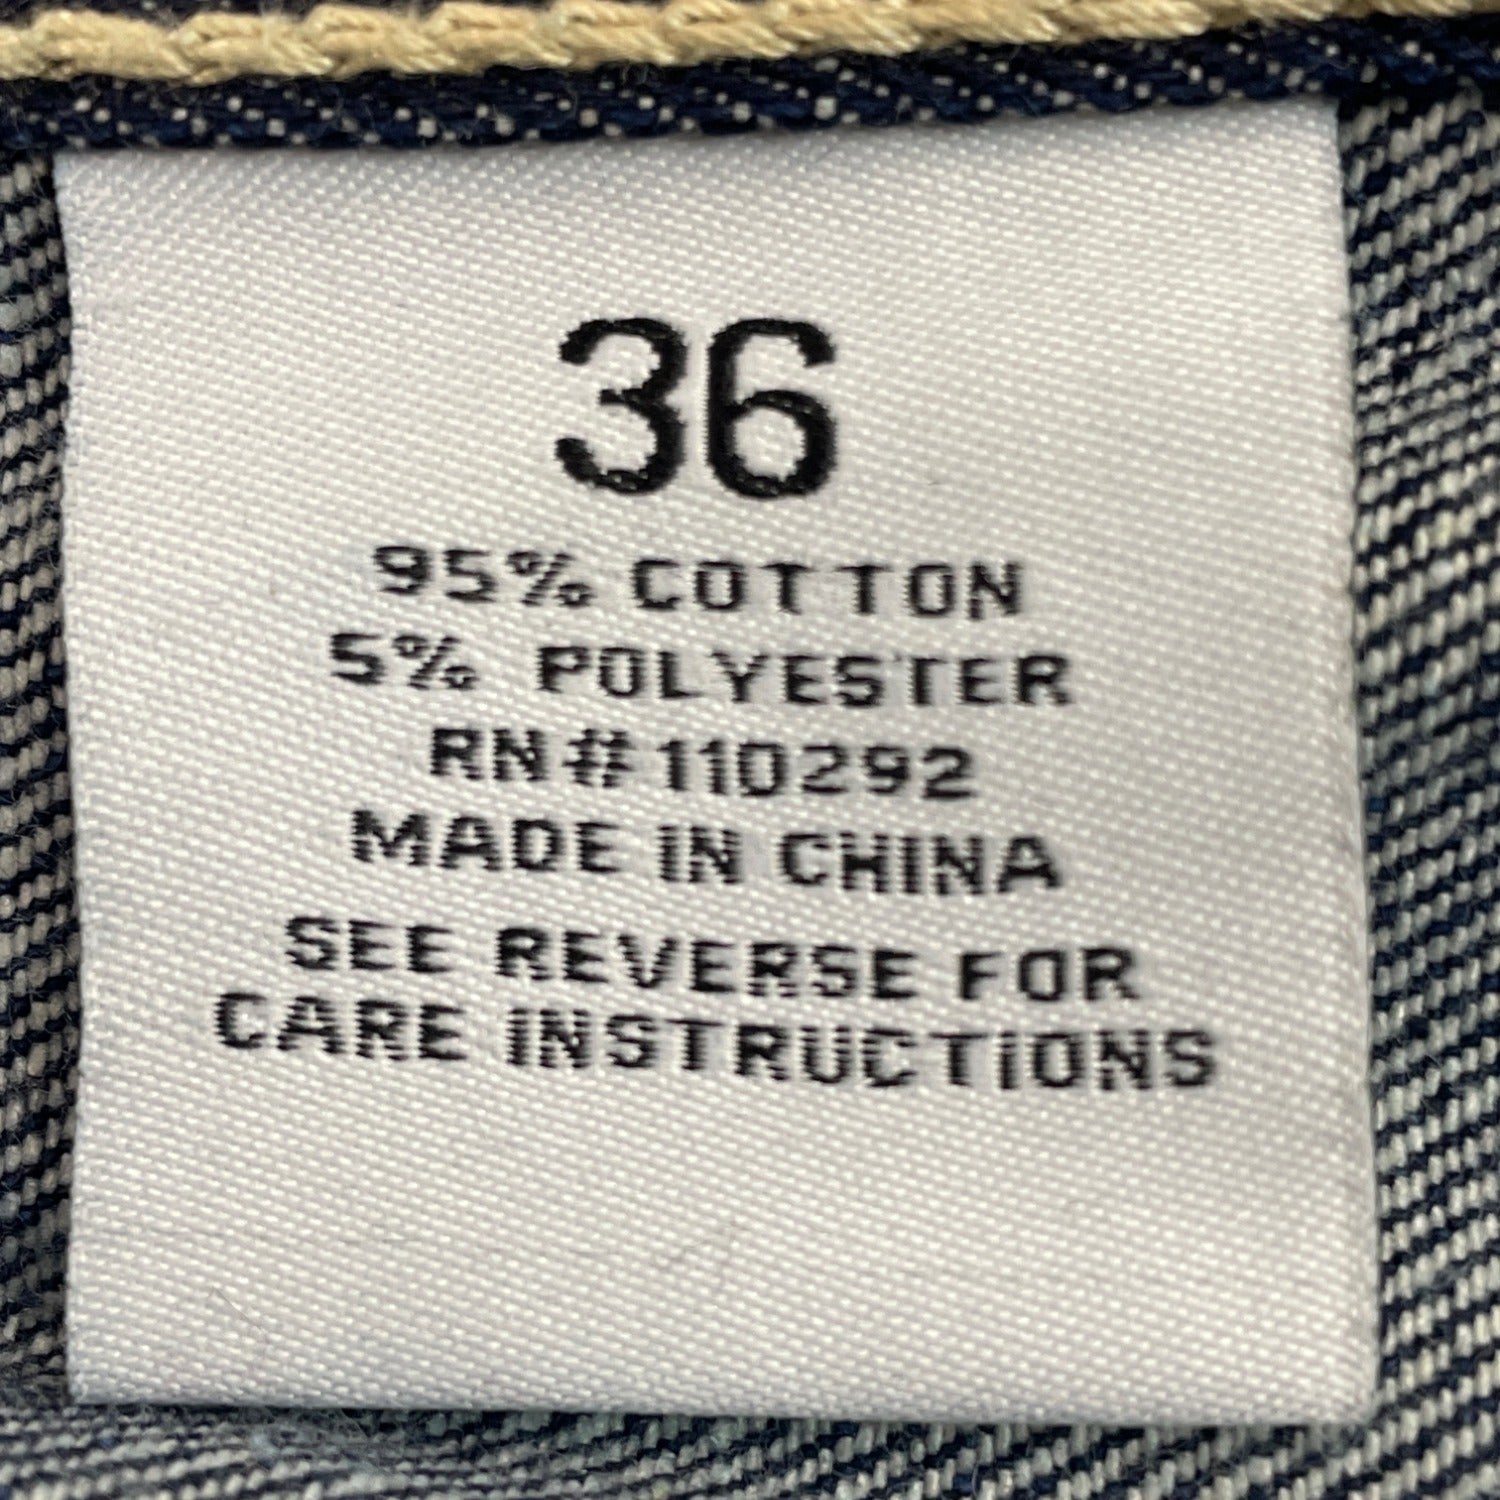 36
95% COTTON
5% POLYESTER
RN#110292
MADE IN CHINA
SEE REVERSE FOR
CARE INSTRUCTIONS